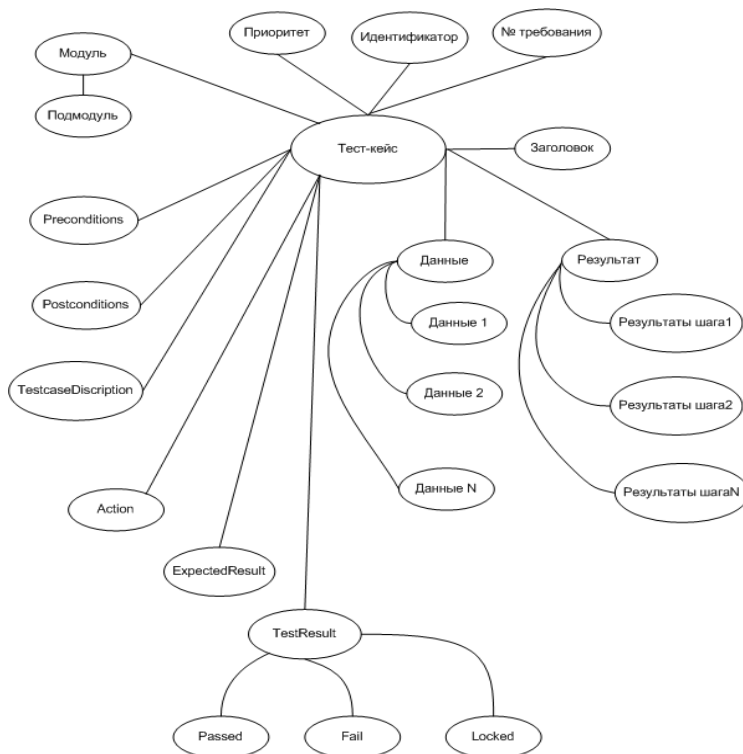 Приоритет
Идентификатор
№ требования
Модуль
Подмодуль
Тест-кейс
Заголовок
Preconditions
Данные
Результат
Postconditions
Данные 1
Результаты шага1
TestcaseDiscription
Данные 2
Результаты шага2
Данные N
Результаты шагаN
Action
ExpectedResult
TestResult
Passed
Fail
Locked